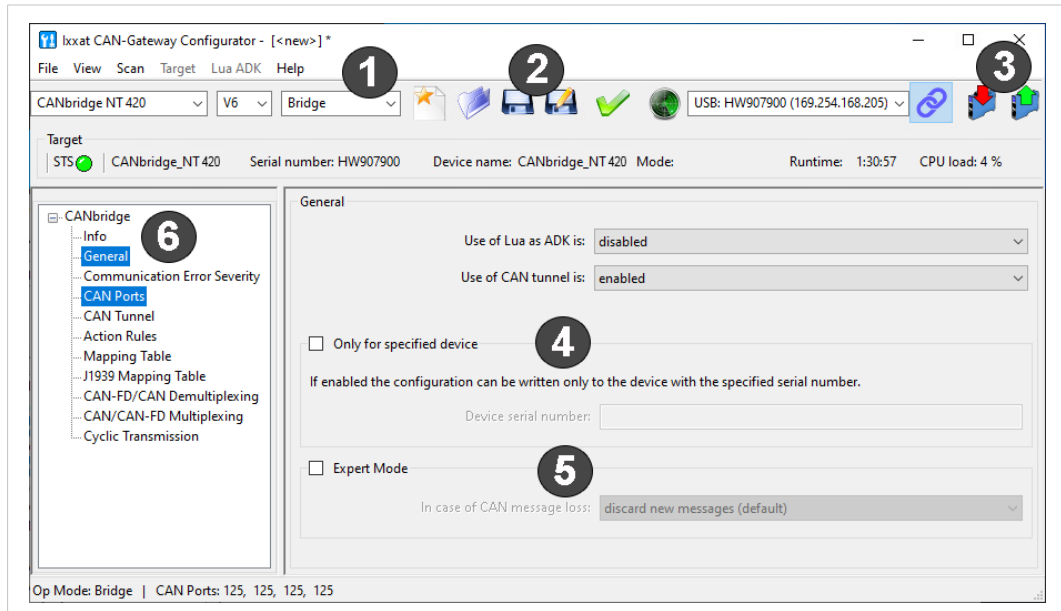 Ixxat CAN-Gateway Configurator - [<new>] *
File View Scan Target Lua ADK Help
1
2
3
CANbridge NT 420 V6 Bridge USB: HW907900 (169.254.168.205)
Target
STS CANbridge_NT 420 Serial number: HW907900 Device name: CANbridge_NT 420 Mode: Runtime: 1:30:57 CPU load: 4 %
CANbridge
Info
General
Communication Error Severity
CAN Ports
CAN Tunnel
Action Rules
Mapping Table
J1939 Mapping Table
CAN-FD/CAN Demultiplexing
CAN/CAN-FD Multiplexing
Cyclic Transmission
6
General
Use of Lua as ADK is: disabled
Use of CAN tunnel is: enabled
Only for specified device
4
If enabled the configuration can be written only to the device with the specified serial number.
Device serial number:
Expert Mode
5
In case of CAN message loss: discard new messages (default)
Op Mode: Bridge | CAN Ports: 125, 125, 125, 125